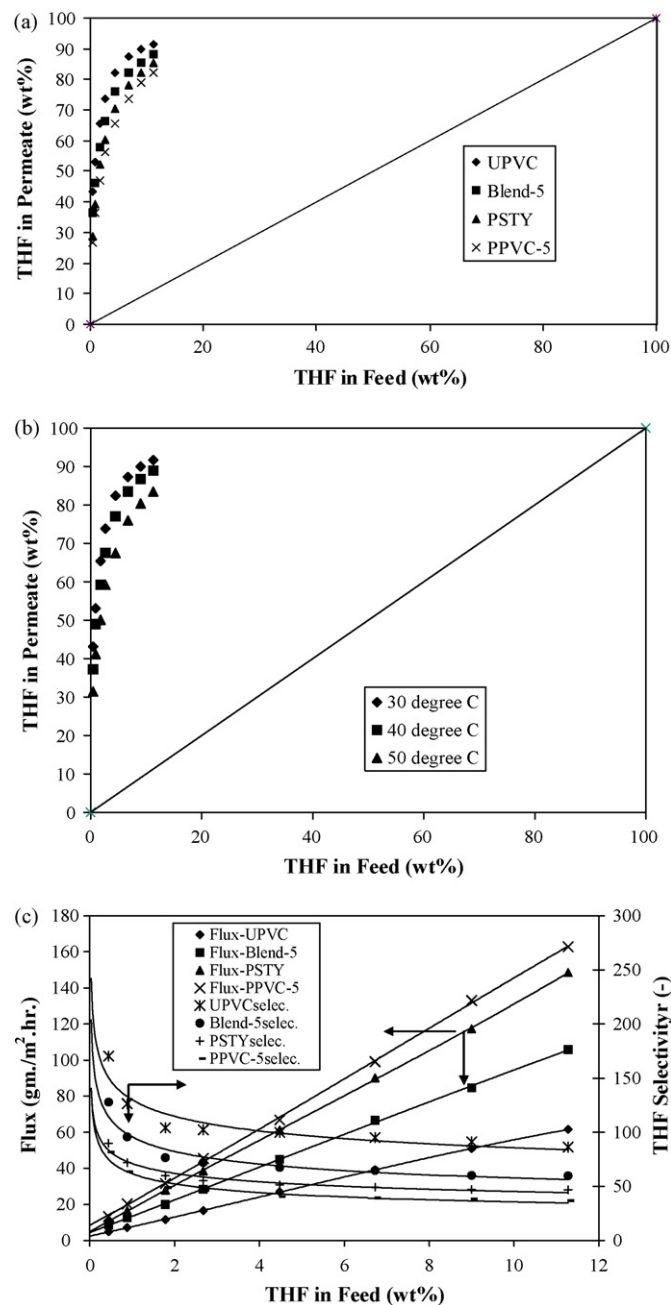 (a)
100
90
80
70
60
50
40
30
20
10
0
THF in Permeate (wt%)
UPVC
Blend-5
PSTY
PPVC-5
0 20 40 60 80 100
THF in Feed (wt%)
(b)
100
90
80
70
60
50
40
30
20
10
0
THF in Permeate (wt%)
30 degree C
40 degree C
50 degree C
0 20 40 60 80 100
THF in Feed (wt%)
(c)
180
160
140
120
100
80
60
40
20
0
Flux (gm./m².hr.)
Flux-UPVC
Flux-Blend-5
Flux-PSTY
Flux-PPVC-5
UPVCselec.
Blend-5selec.
PSTYselec.
PPVC-5selec.
300
250
200
150
100
50
0
THF Selectivityr (-)
0 2 4 6 8 10 12
THF in Feed (wt%)